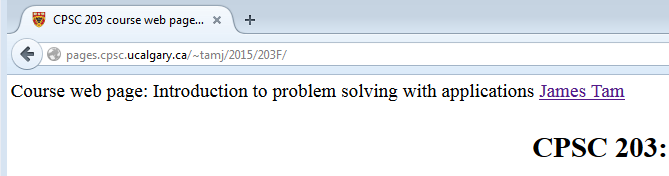 CPSC 203 course web page...
pages.cpsc.ucalgary.ca/~tamj/2015/203F/
Course web page: Introduction to problem solving with applications James Tam
CPSC 203: